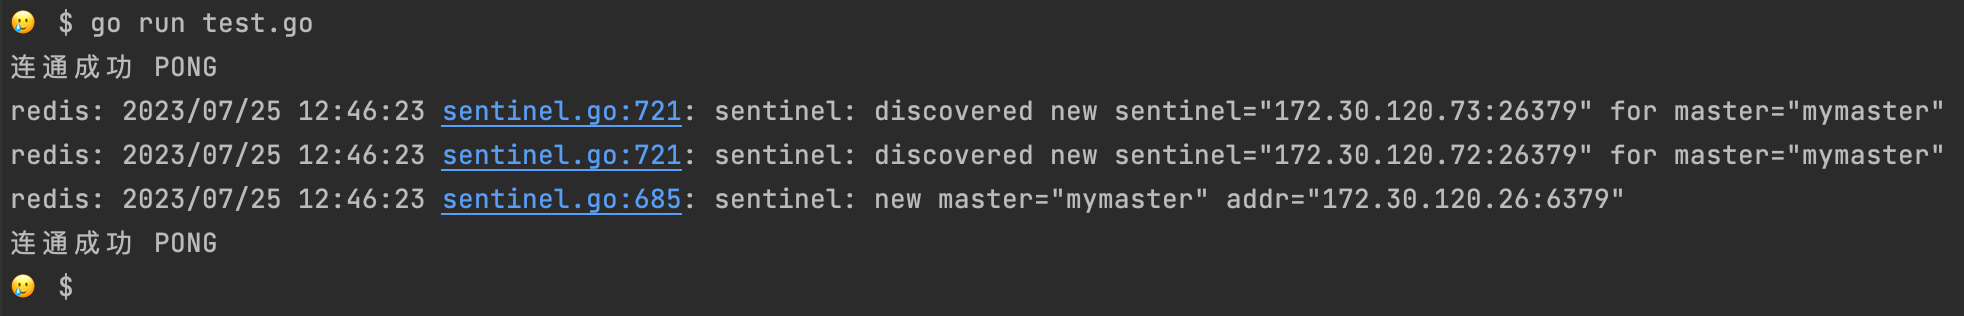 🥲 $ go run test.go
连通成功 PONG
redis: 2023/07/25 12:46:23 sentinel.go:721: sentinel: discovered new sentinel="172.30.120.73:26379" for master="mymaster"
redis: 2023/07/25 12:46:23 sentinel.go:721: sentinel: discovered new sentinel="172.30.120.72:26379" for master="mymaster"
redis: 2023/07/25 12:46:23 sentinel.go:685: sentinel: new master="mymaster" addr="172.30.120.26:6379"
连通成功 PONG
🥲 $